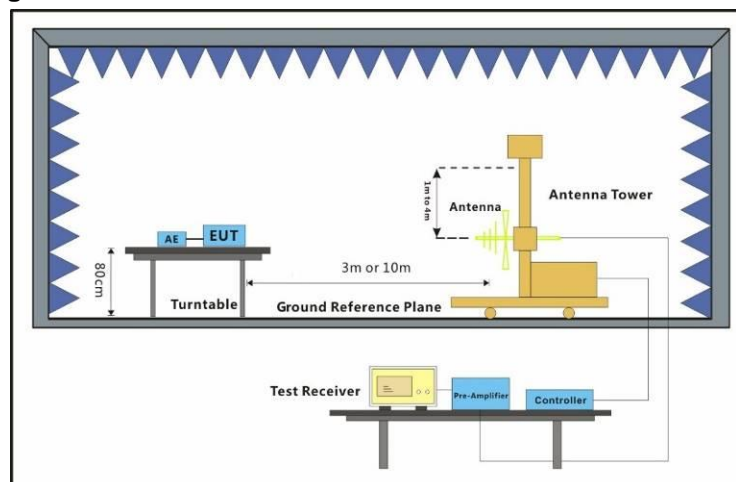 1m to 4m
Antenna
Antenna Tower
AE
EUT
80cm
3m or 10m
Turntable
Ground Reference Plane
Test Receiver
Pre-Amplifier
Controller